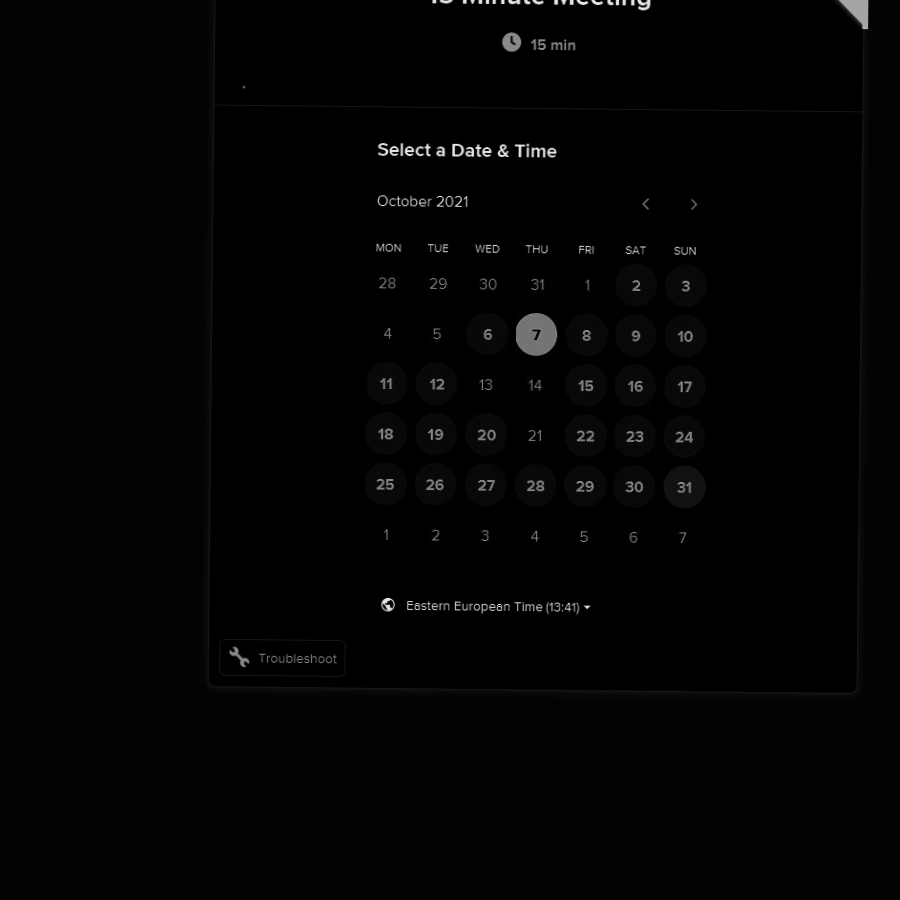 15 Minute Meeting
15 min
Select a Date & Time
October 2021
MON TUE WED THU FRI SAT SUN
28 29 30 31 1 2 3
4 5 6 7 8 9 10
11 12 13 14 15 16 17
18 19 20 21 22 23 24
25 26 27 28 29 30 31
1 2 3 4 5 6 7
Eastern European Time (13:41)
Troubleshoot